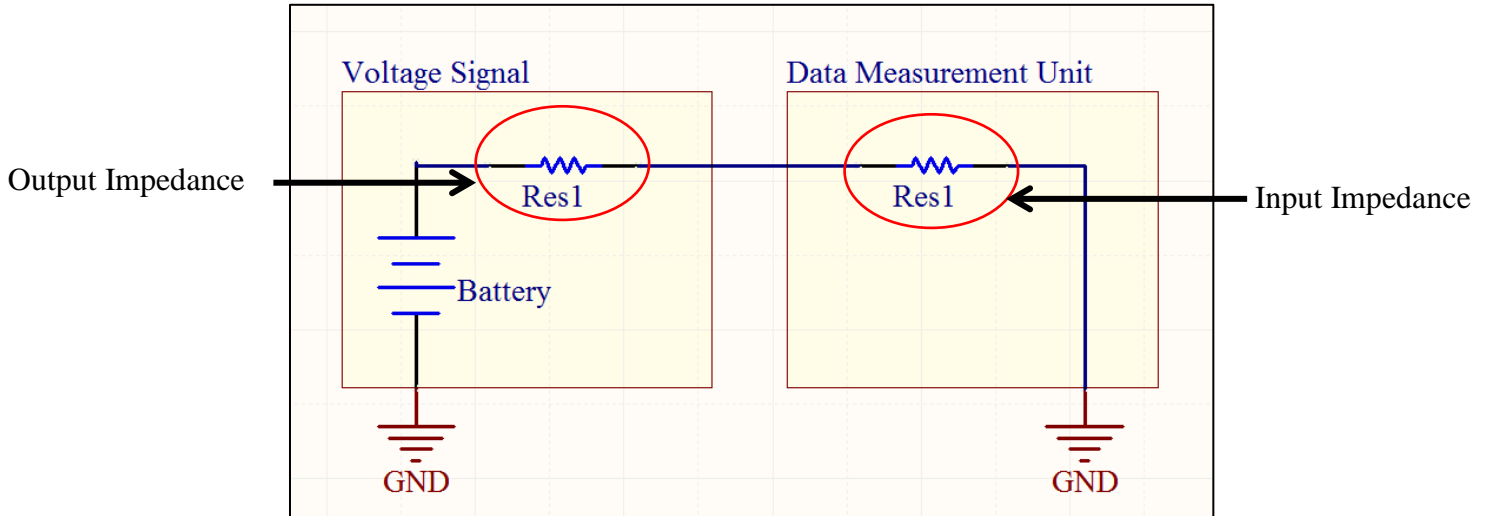 Voltage Signal
Data Measurement Unit
Output Impedance
Res1
Res1
Input Impedance
Battery
GND
GND